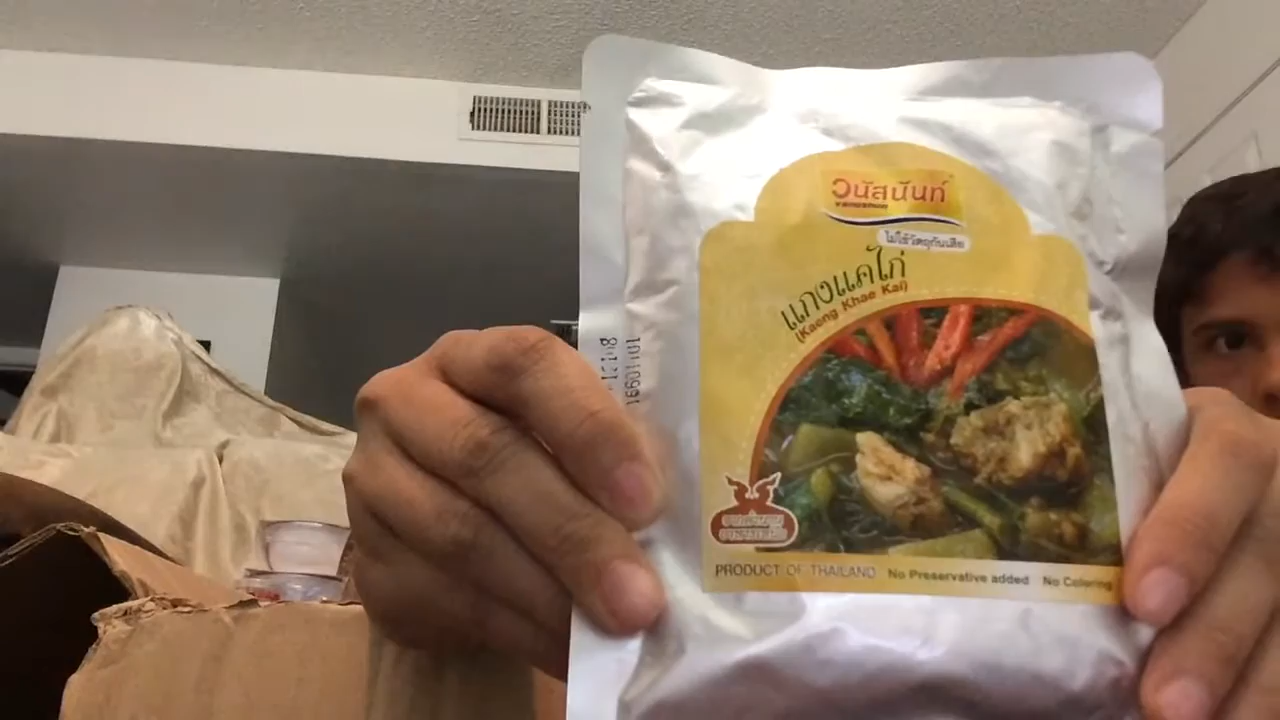 วนัสนันท์
vanusnun
ไม่ใช้วัตถุกันเสีย
แกงแคไก่
(Kaeng Khae Kai)
PRODUCT OF THAILAND No Preservative added No Coloring